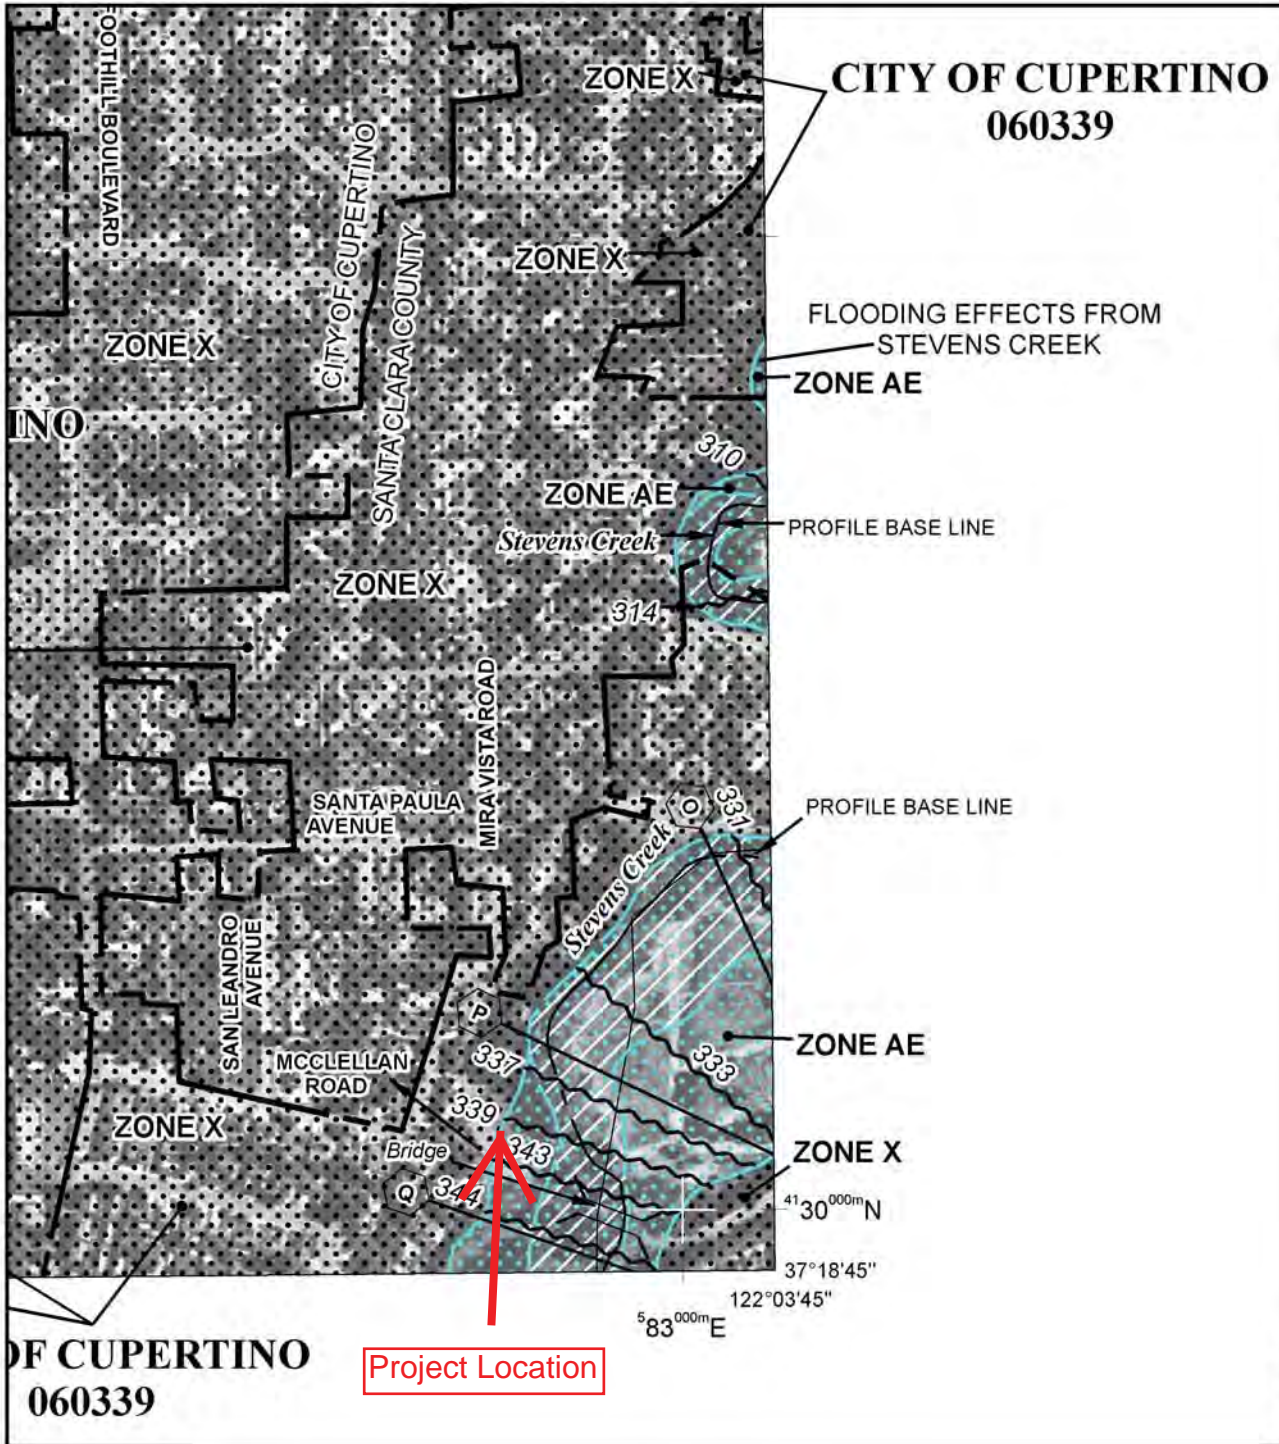 FOOTHILL BOULEVARD
ZONE X
CITY OF CUPERTINO
060339
CITY OF CUPERTINO
SANTA CLARA COUNTY
ZONE X
FLOODING EFFECTS FROM
STEVENS CREEK
ZONE AE
ZONE X
INO
310
ZONE AE
Stevens Creek
PROFILE BASE LINE
ZONE X
314
MIRA VISTA ROAD
SANTA PAULA
AVENUE
O
331
PROFILE BASE LINE
Stevens Creek
SAN LEANDRO
AVENUE
P
333
ZONE AE
MCCLELLAN
ROAD
337
339
343
ZONE X
Bridge
ZONE X
Q
344
4130000mN
37°18'45"
122°03'45"
583000mE
OF CUPERTINO
060339
Project Location